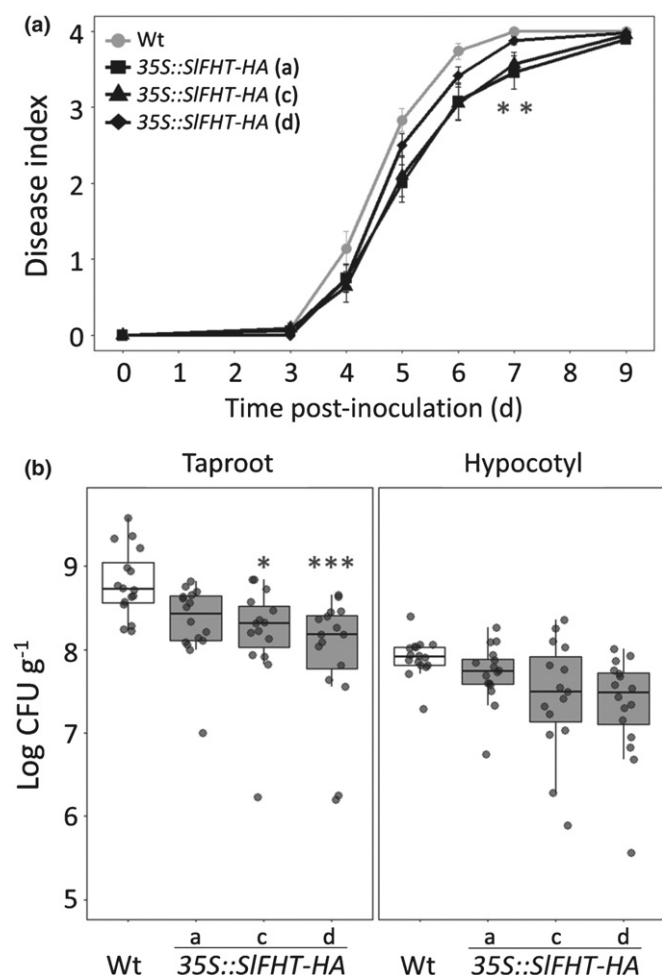 (a)
Wt
35S::SlFHT-HA (a)
35S::SlFHT-HA (c)
35S::SlFHT-HA (d)
4
3
2
1
0
Disease index
* *
0 1 2 3 4 5 6 7 8 9
Time post-inoculation (d)
(b)
Taproot Hypocotyl
9
8
7
6
5
Log CFU g-1
* ***
a c d a c d
Wt 35S::SlFHT-HA Wt 35S::SlFHT-HA